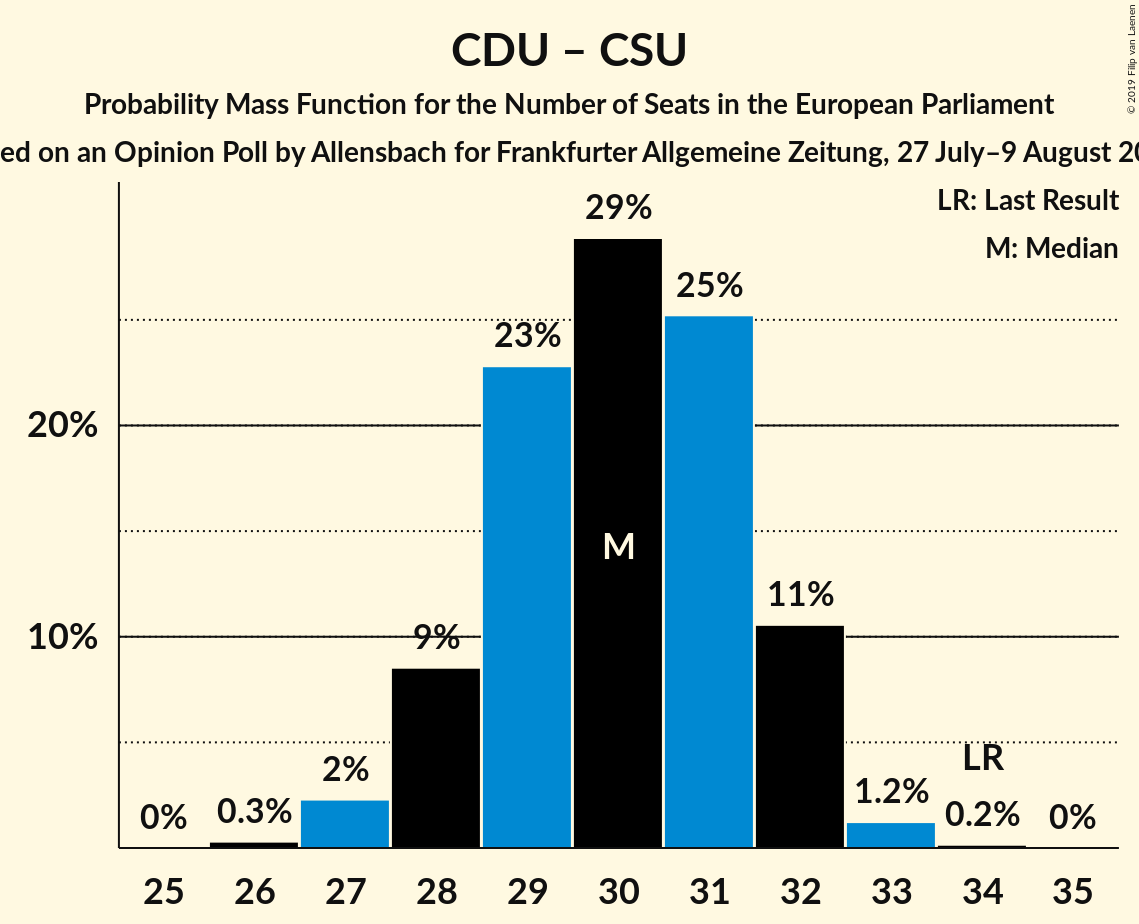 CDU – CSU
Probability Mass Function for the Number of Seats in the European Parliament
on an Opinion Poll by Allensbach for Frankfurter Allgemeine Zeitung, 27 July–9 August
© 2019 Filip van Laenen
LR: Last Result
M: Median
29%
25%
23%
20%
M
11%
10%
9%
LR
2%
1.2%
0%
0.3%
0.2%
0%
25 26 27 28 29 30 31 32 33 34 35